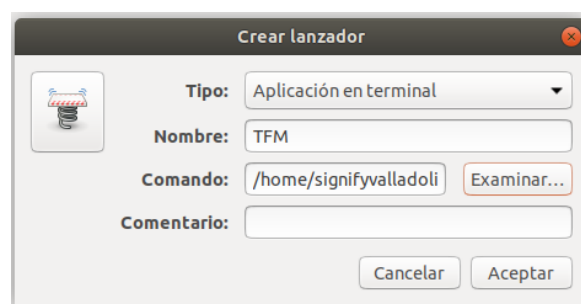 Crear lanzador
Tipo: Aplicación en terminal
Nombre: TFM
Comando: /home/signifyvalladoli Examinar...
Comentario:
Cancelar Aceptar